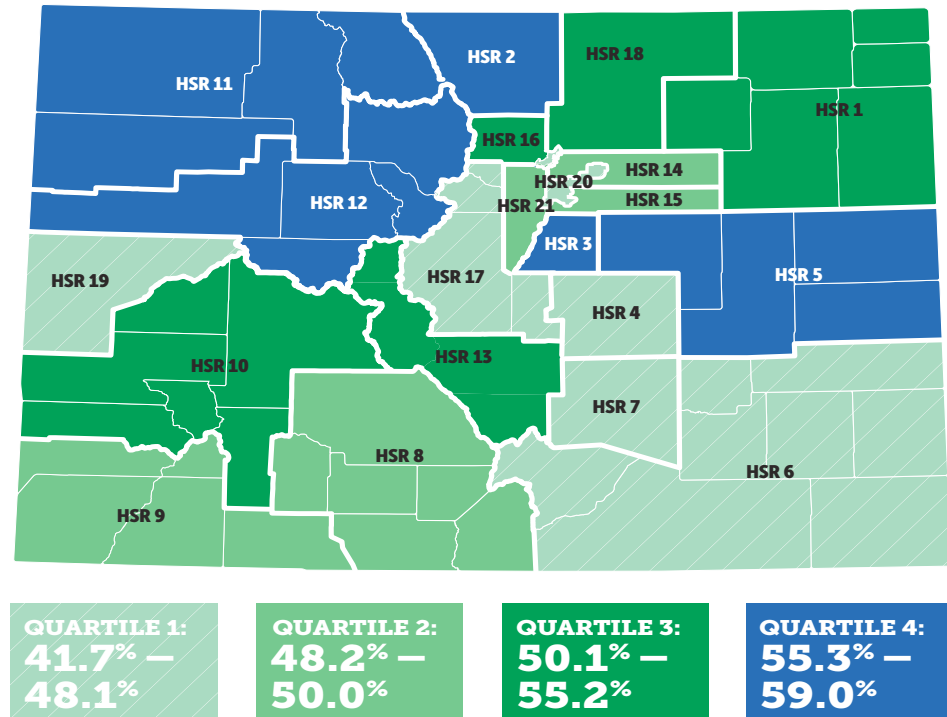 HSR 2
HSR 18
HSR 11
HSR 1
HSR 16
HSR 14
HSR 20
HSR 12
HSR 21
HSR 15
HSR 3
HSR 19
HSR 17
HSR 5
HSR 4
HSR 13
HSR 10
HSR 7
HSR 8
HSR 6
HSR 9
QUARTILE 1:
41.7% —
48.1%
QUARTILE 2:
48.2% —
50.0%
QUARTILE 3:
50.1% —
55.2%
QUARTILE 4:
55.3% —
59.0%